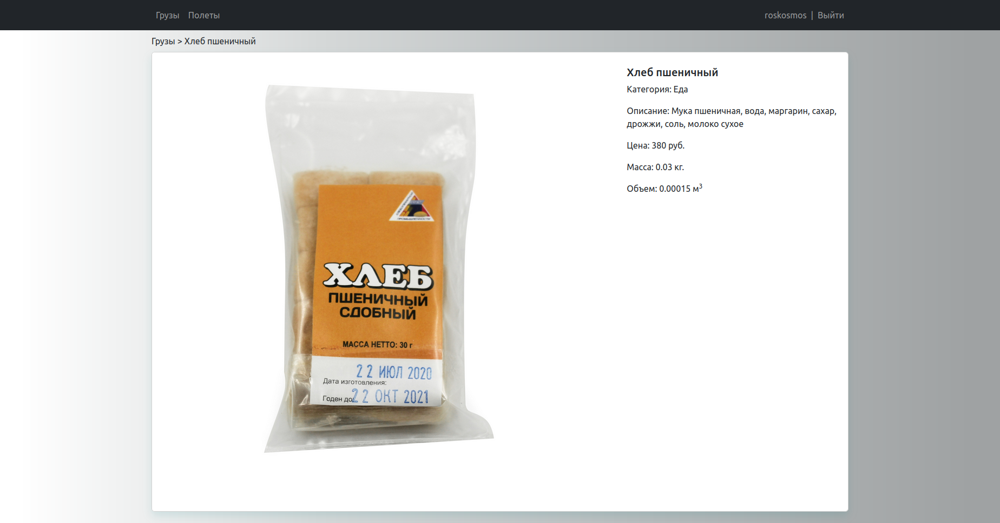 Грузы Полеты roskosmos | Выйти
Грузы > Хлеб пшеничный
Хлеб пшеничный
Категория: Еда
Описание: Мука пшеничная, вода, маргарин, сахар,
дрожжи, соль, молоко сухое
Цена: 380 руб.
Масса: 0.03 кг.
Объем: 0.00015 м³
ПРОМЫШЛЕННОСТИ
ХЛЕБ
ПШЕНИЧНЫЙ
СДОБНЫЙ
МАССА НЕТТО: 30 г
22 ИЮЛ 2020
Дата изготовления:
Годен до: 22 ОКТ 2021